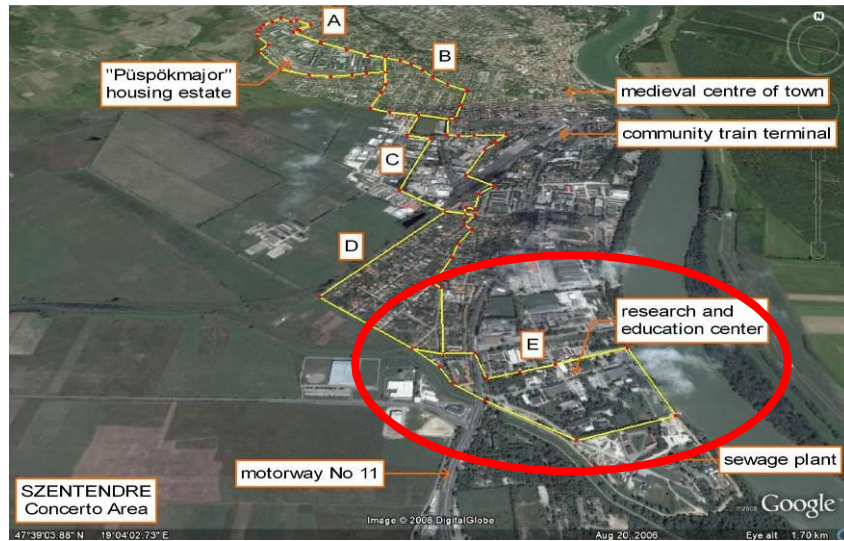 A
N
B
"Püspökmajor"
housing estate
medieval centre of town
community train terminal
C
D
research and
education center
E
sewage plant
motorway No 11
SZENTENDRE
Concerto Area
©2008 Google™
Image © 2008 DigitalGlobe
47°39'03.88" N 19°04'02.73" E
Aug 20, 2006
Eye alt 1.70 km